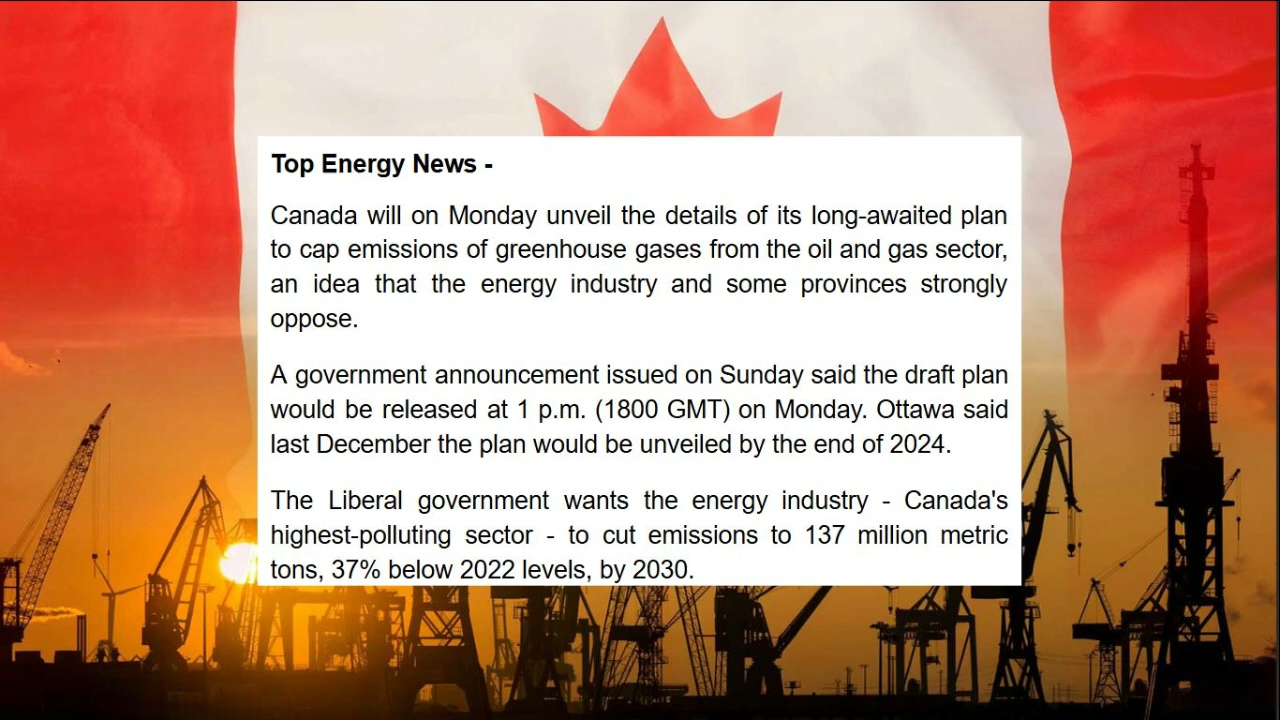 Top Energy News -
Canada will on Monday unveil the details of its long-awaited plan
to cap emissions of greenhouse gases from the oil and gas sector,
an idea that the energy industry and some provinces strongly
oppose.
A government announcement issued on Sunday said the draft plan
would be released at 1 p.m. (1800 GMT) on Monday. Ottawa said
last December the plan would be unveiled by the end of 2024.
The Liberal government wants the energy industry - Canada's
highest-polluting sector - to cut emissions to 137 million metric
tons, 37% below 2022 levels, by 2030.